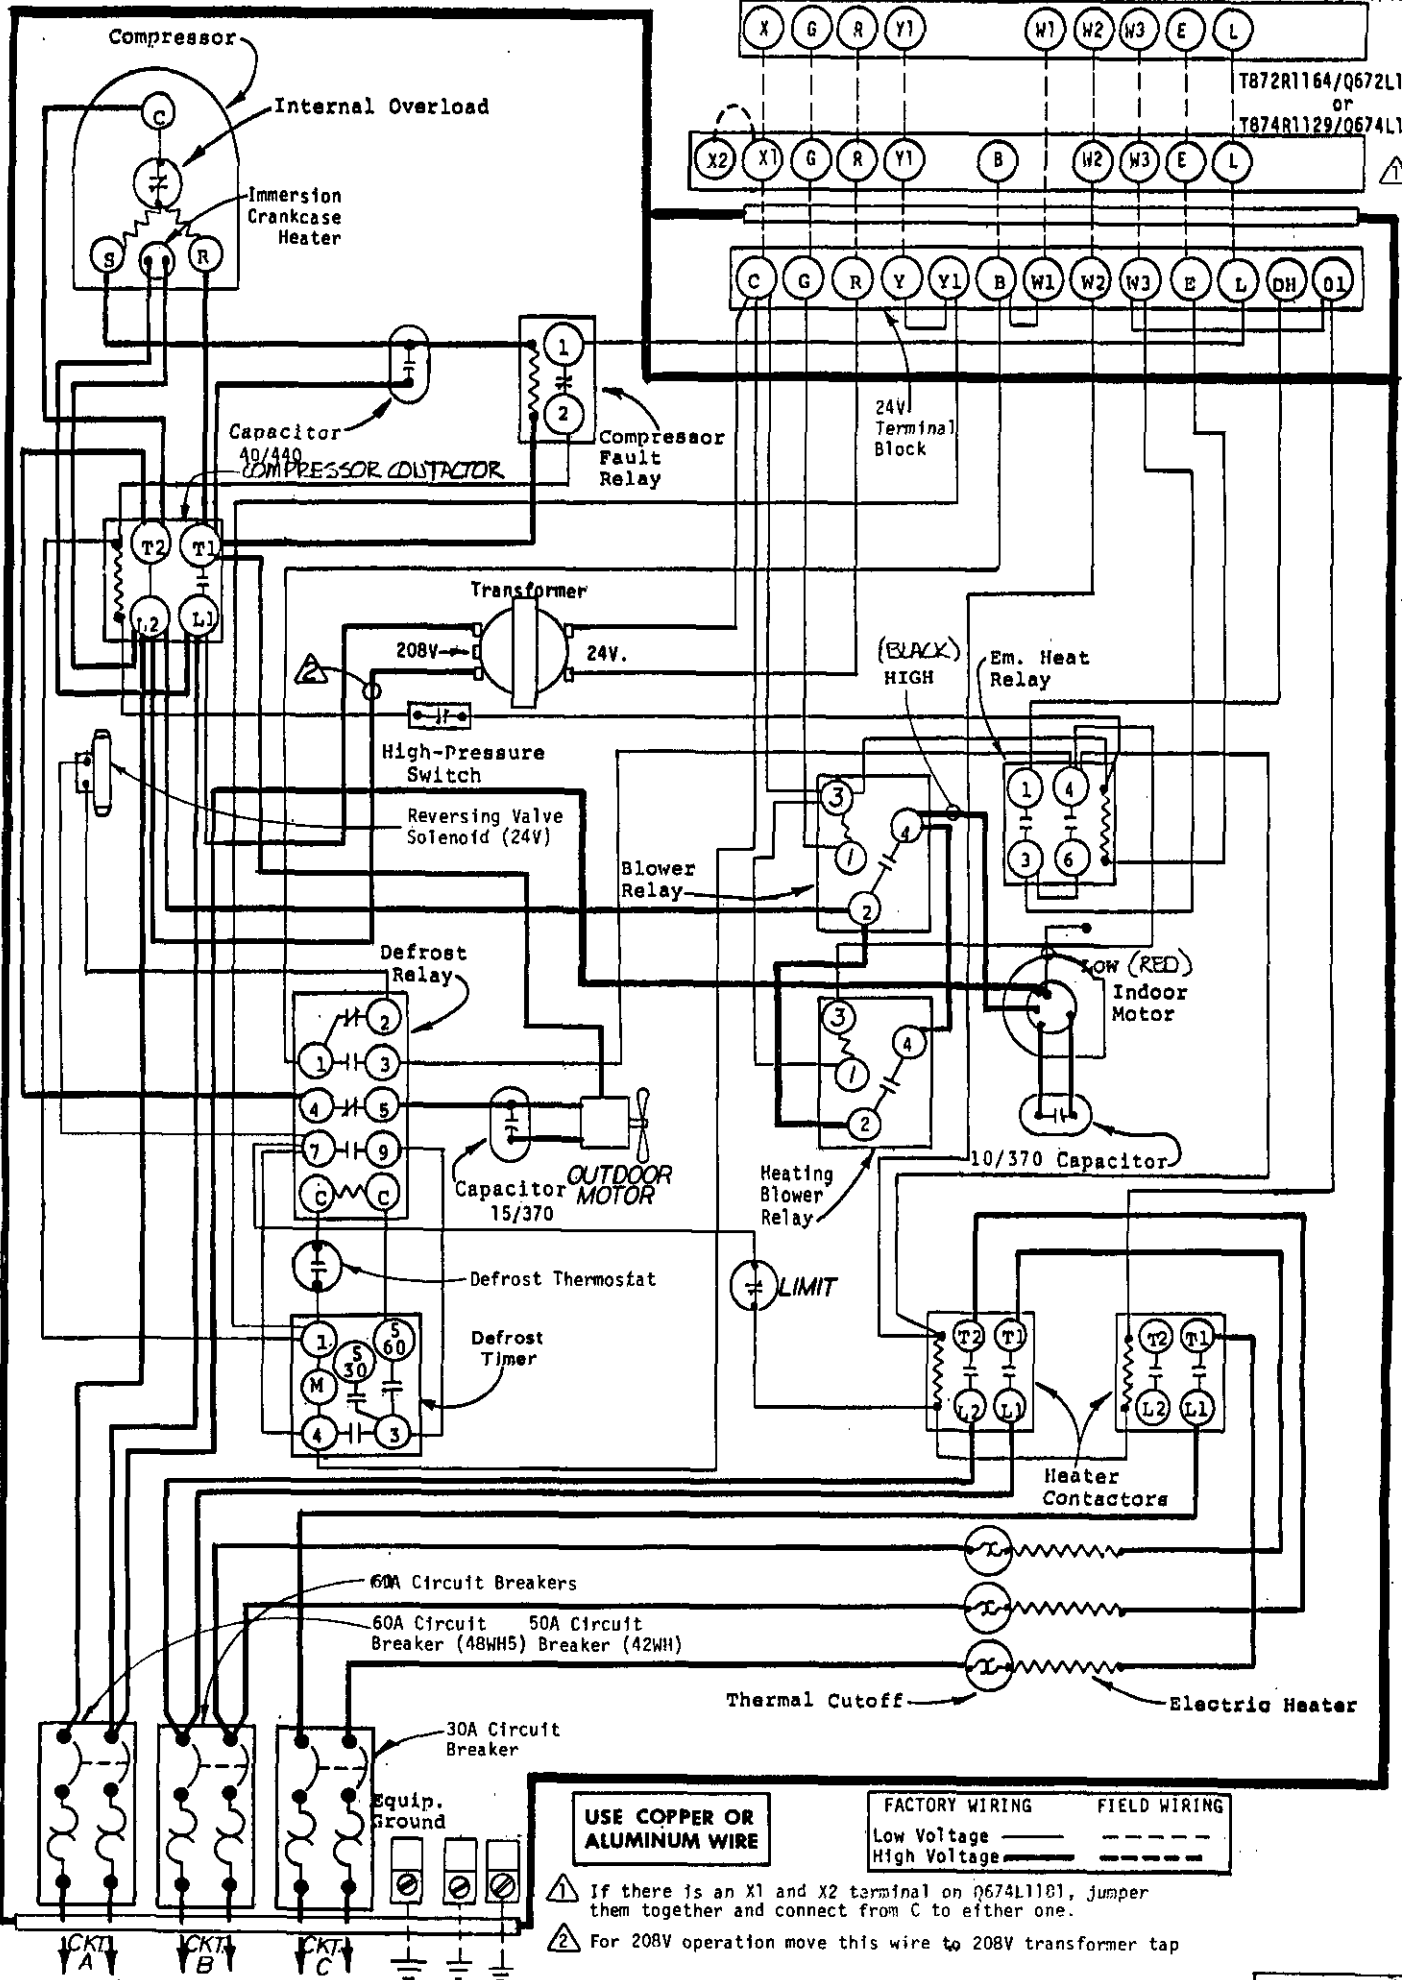 X G R Y1 W1 W2 W3 E L
T872R1164/Q672L1
or
T874R1129/Q674L1
X2 X1 G R Y1 B W2 W3 E L
1
C G R Y Y1 B W1 W2 W3 E L DH O1
Compressor
C
Internal Overload
Immersion
Crankcase
Heater
S R
1
2
Capacitor
40/440
COMPRESSOR CONTACTOR
Compressor
Fault
Relay
24V
Terminal
Block
T2 T1
L2 L1
Transformer
208V
24V.
2
(BLACK)
HIGH
Em. Heat
Relay
High-Pressure
Switch
Reversing Valve
Solenoid (24V)
1 4
3 6
3
4
1
2
Blower
Relay
Defrost
Relay
LOW (RED)
Indoor
Motor
2
1 3
4 5
7 9
C C
3
4
1
2
Capacitor
15/370
OUTDOOR
MOTOR
Heating
Blower
Relay
10/370 Capacitor
Defrost Thermostat
LIMIT
1
S
60
S
30
M
4 3
Defrost
Timer
T2 T1
L2 L1
T2 T1
L2 L1
Heater
Contactors
60A Circuit Breakers
60A Circuit 50A Circuit
Breaker (48WH5) Breaker (42WH)
Thermal Cutoff
Electric Heater
30A Circuit
Breaker
Equip.
Ground
USE COPPER OR
ALUMINUM WIRE
FACTORY WIRING FIELD WIRING
Low Voltage
High Voltage
1 If there is an X1 and X2 terminal on Q674L1181, jumper
them together and connect from C to either one.
2 For 208V operation move this wire to 208V transformer tap
CKT.
A
CKT.
B
CKT.
C